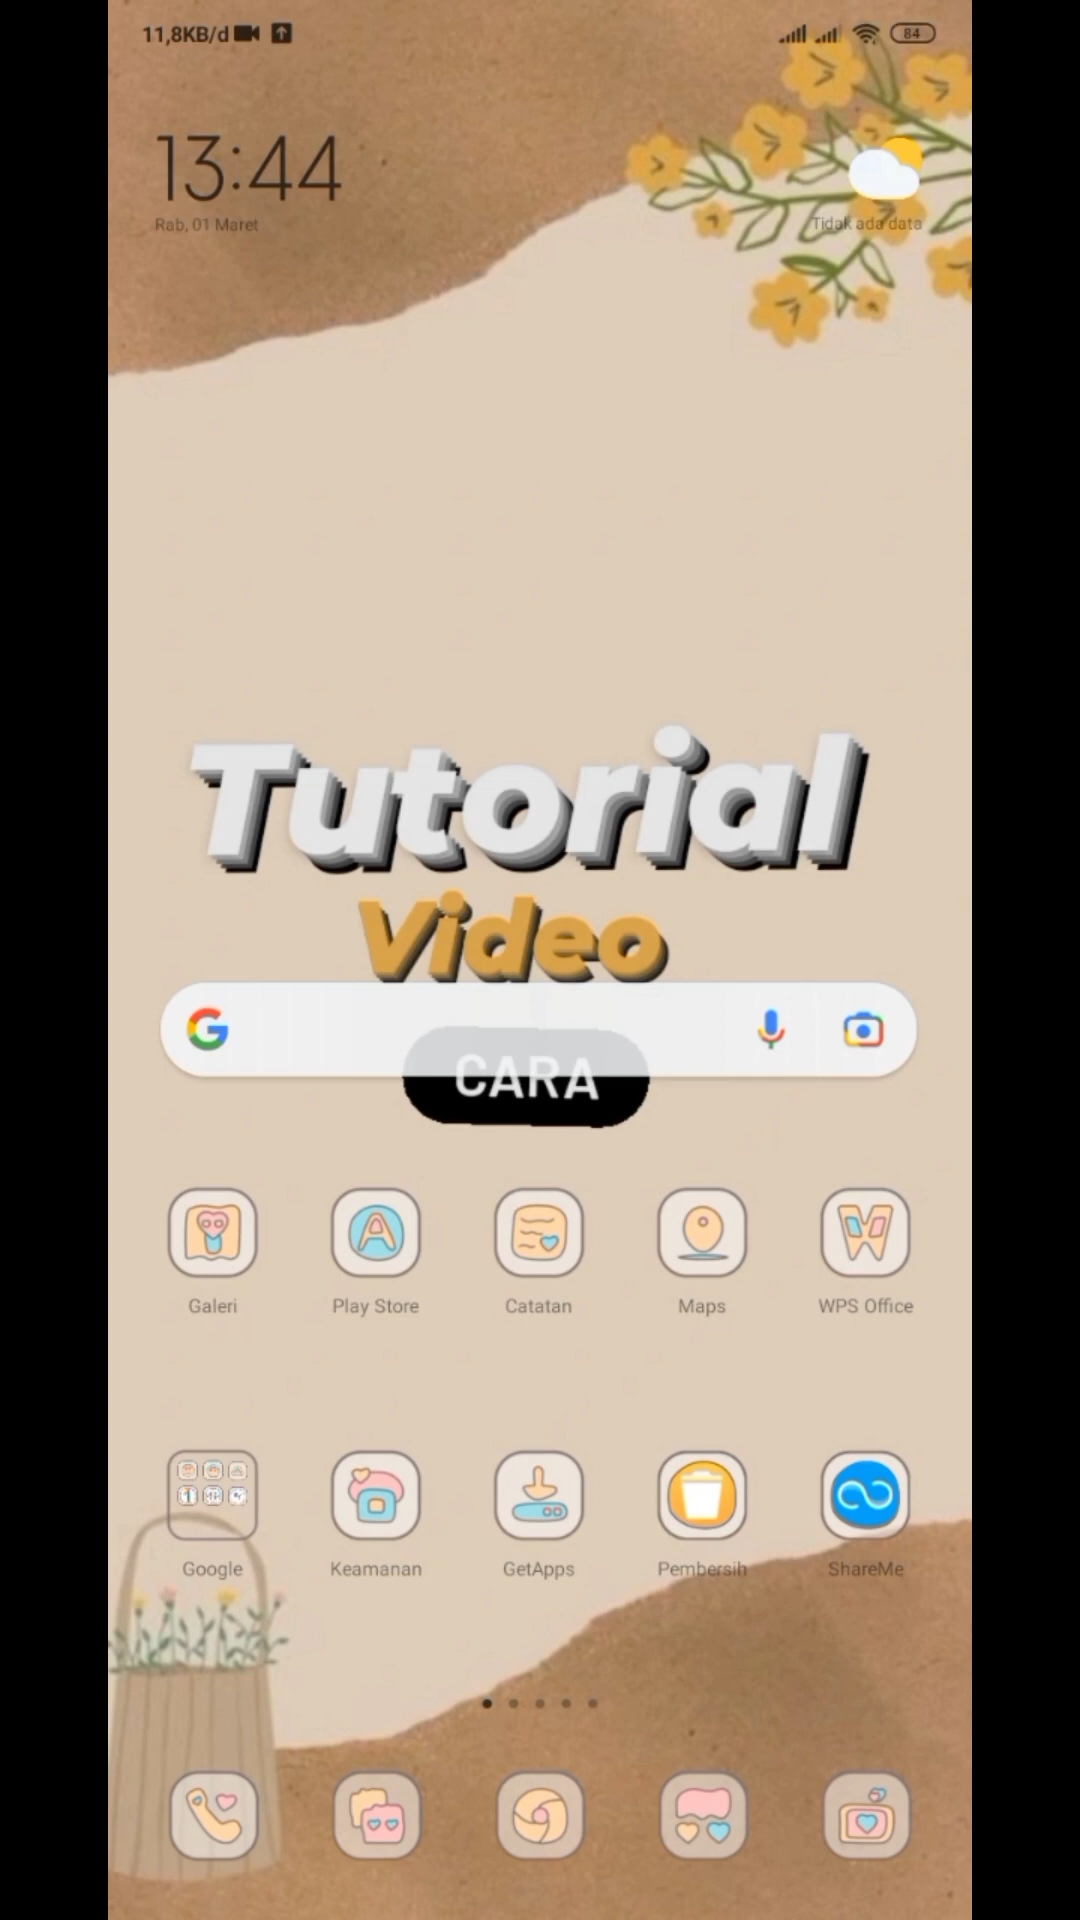 11,8KB/d
84
13:44
Rab, 01 Maret
Tidak ada data
Tutorial
Video
CARA
Galeri Play Store Catatan Maps WPS Office
Google Keamanan GetApps Pembersih ShareMe